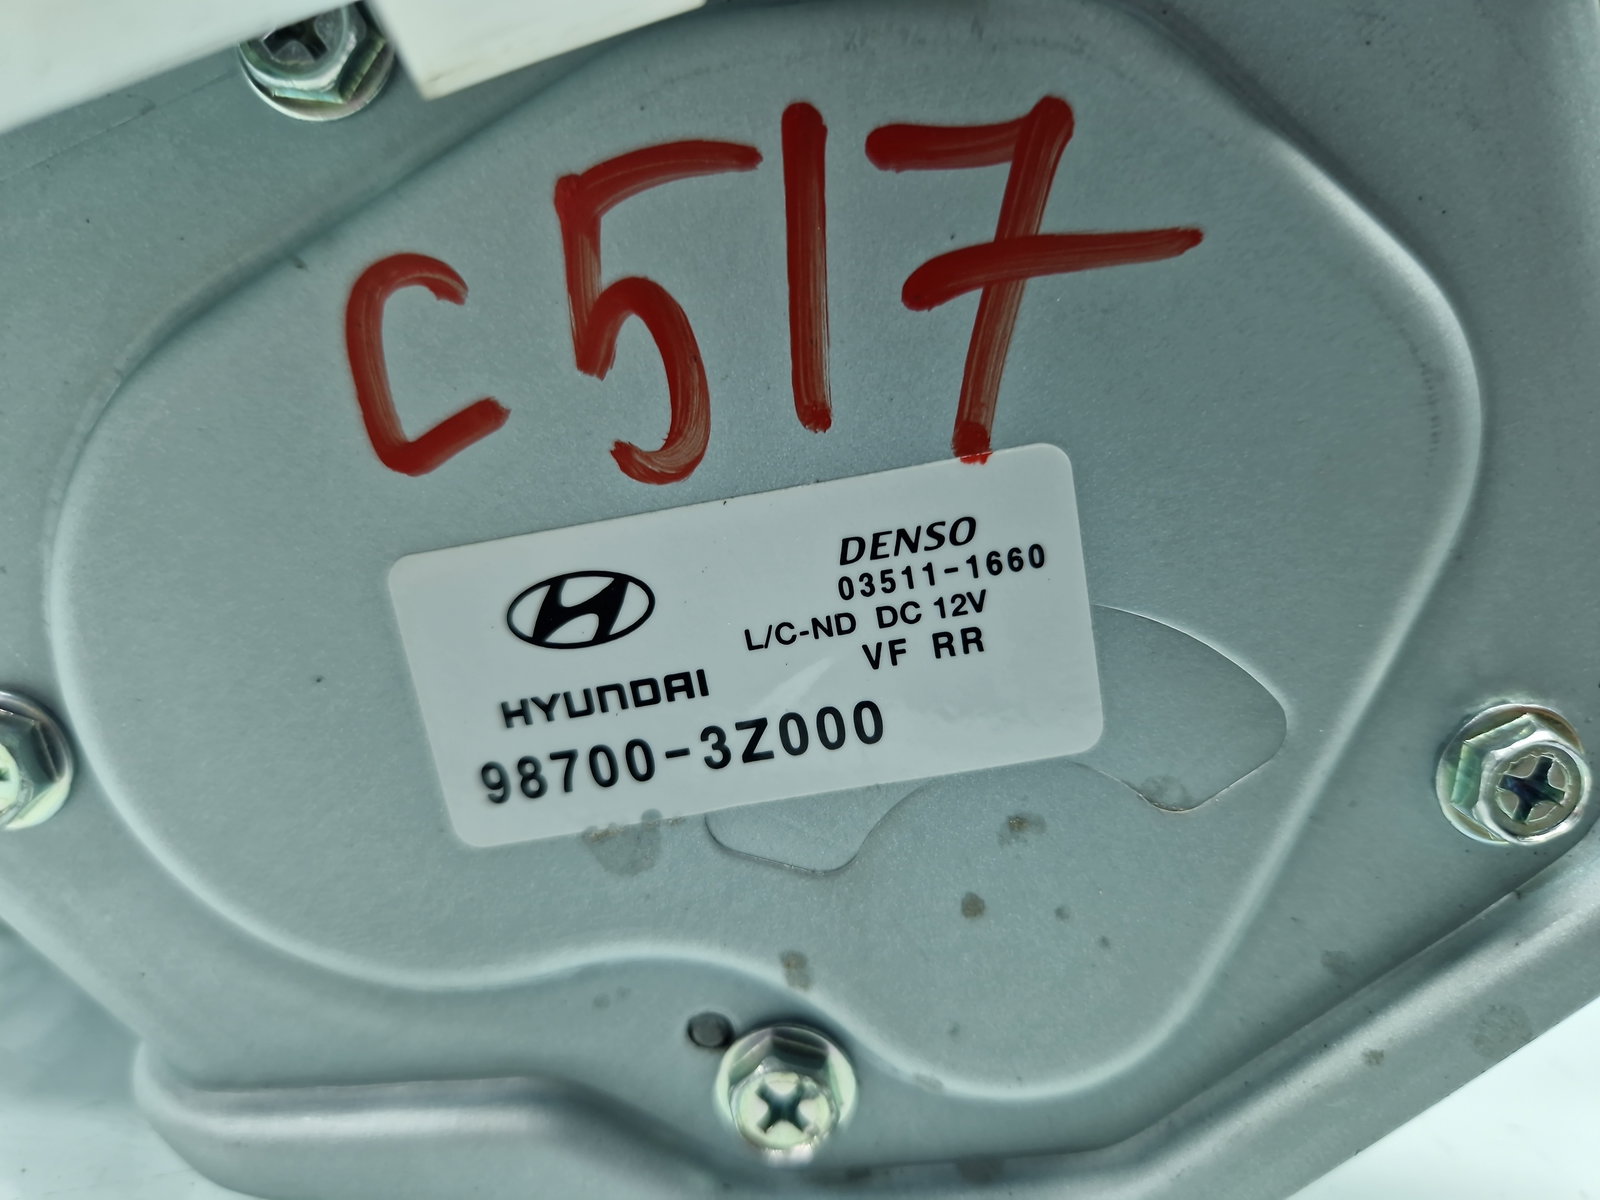 C517
DENSO
03511-1660
L/C-ND DC 12V
VF RR
HYUNDAI
98700-3Z000